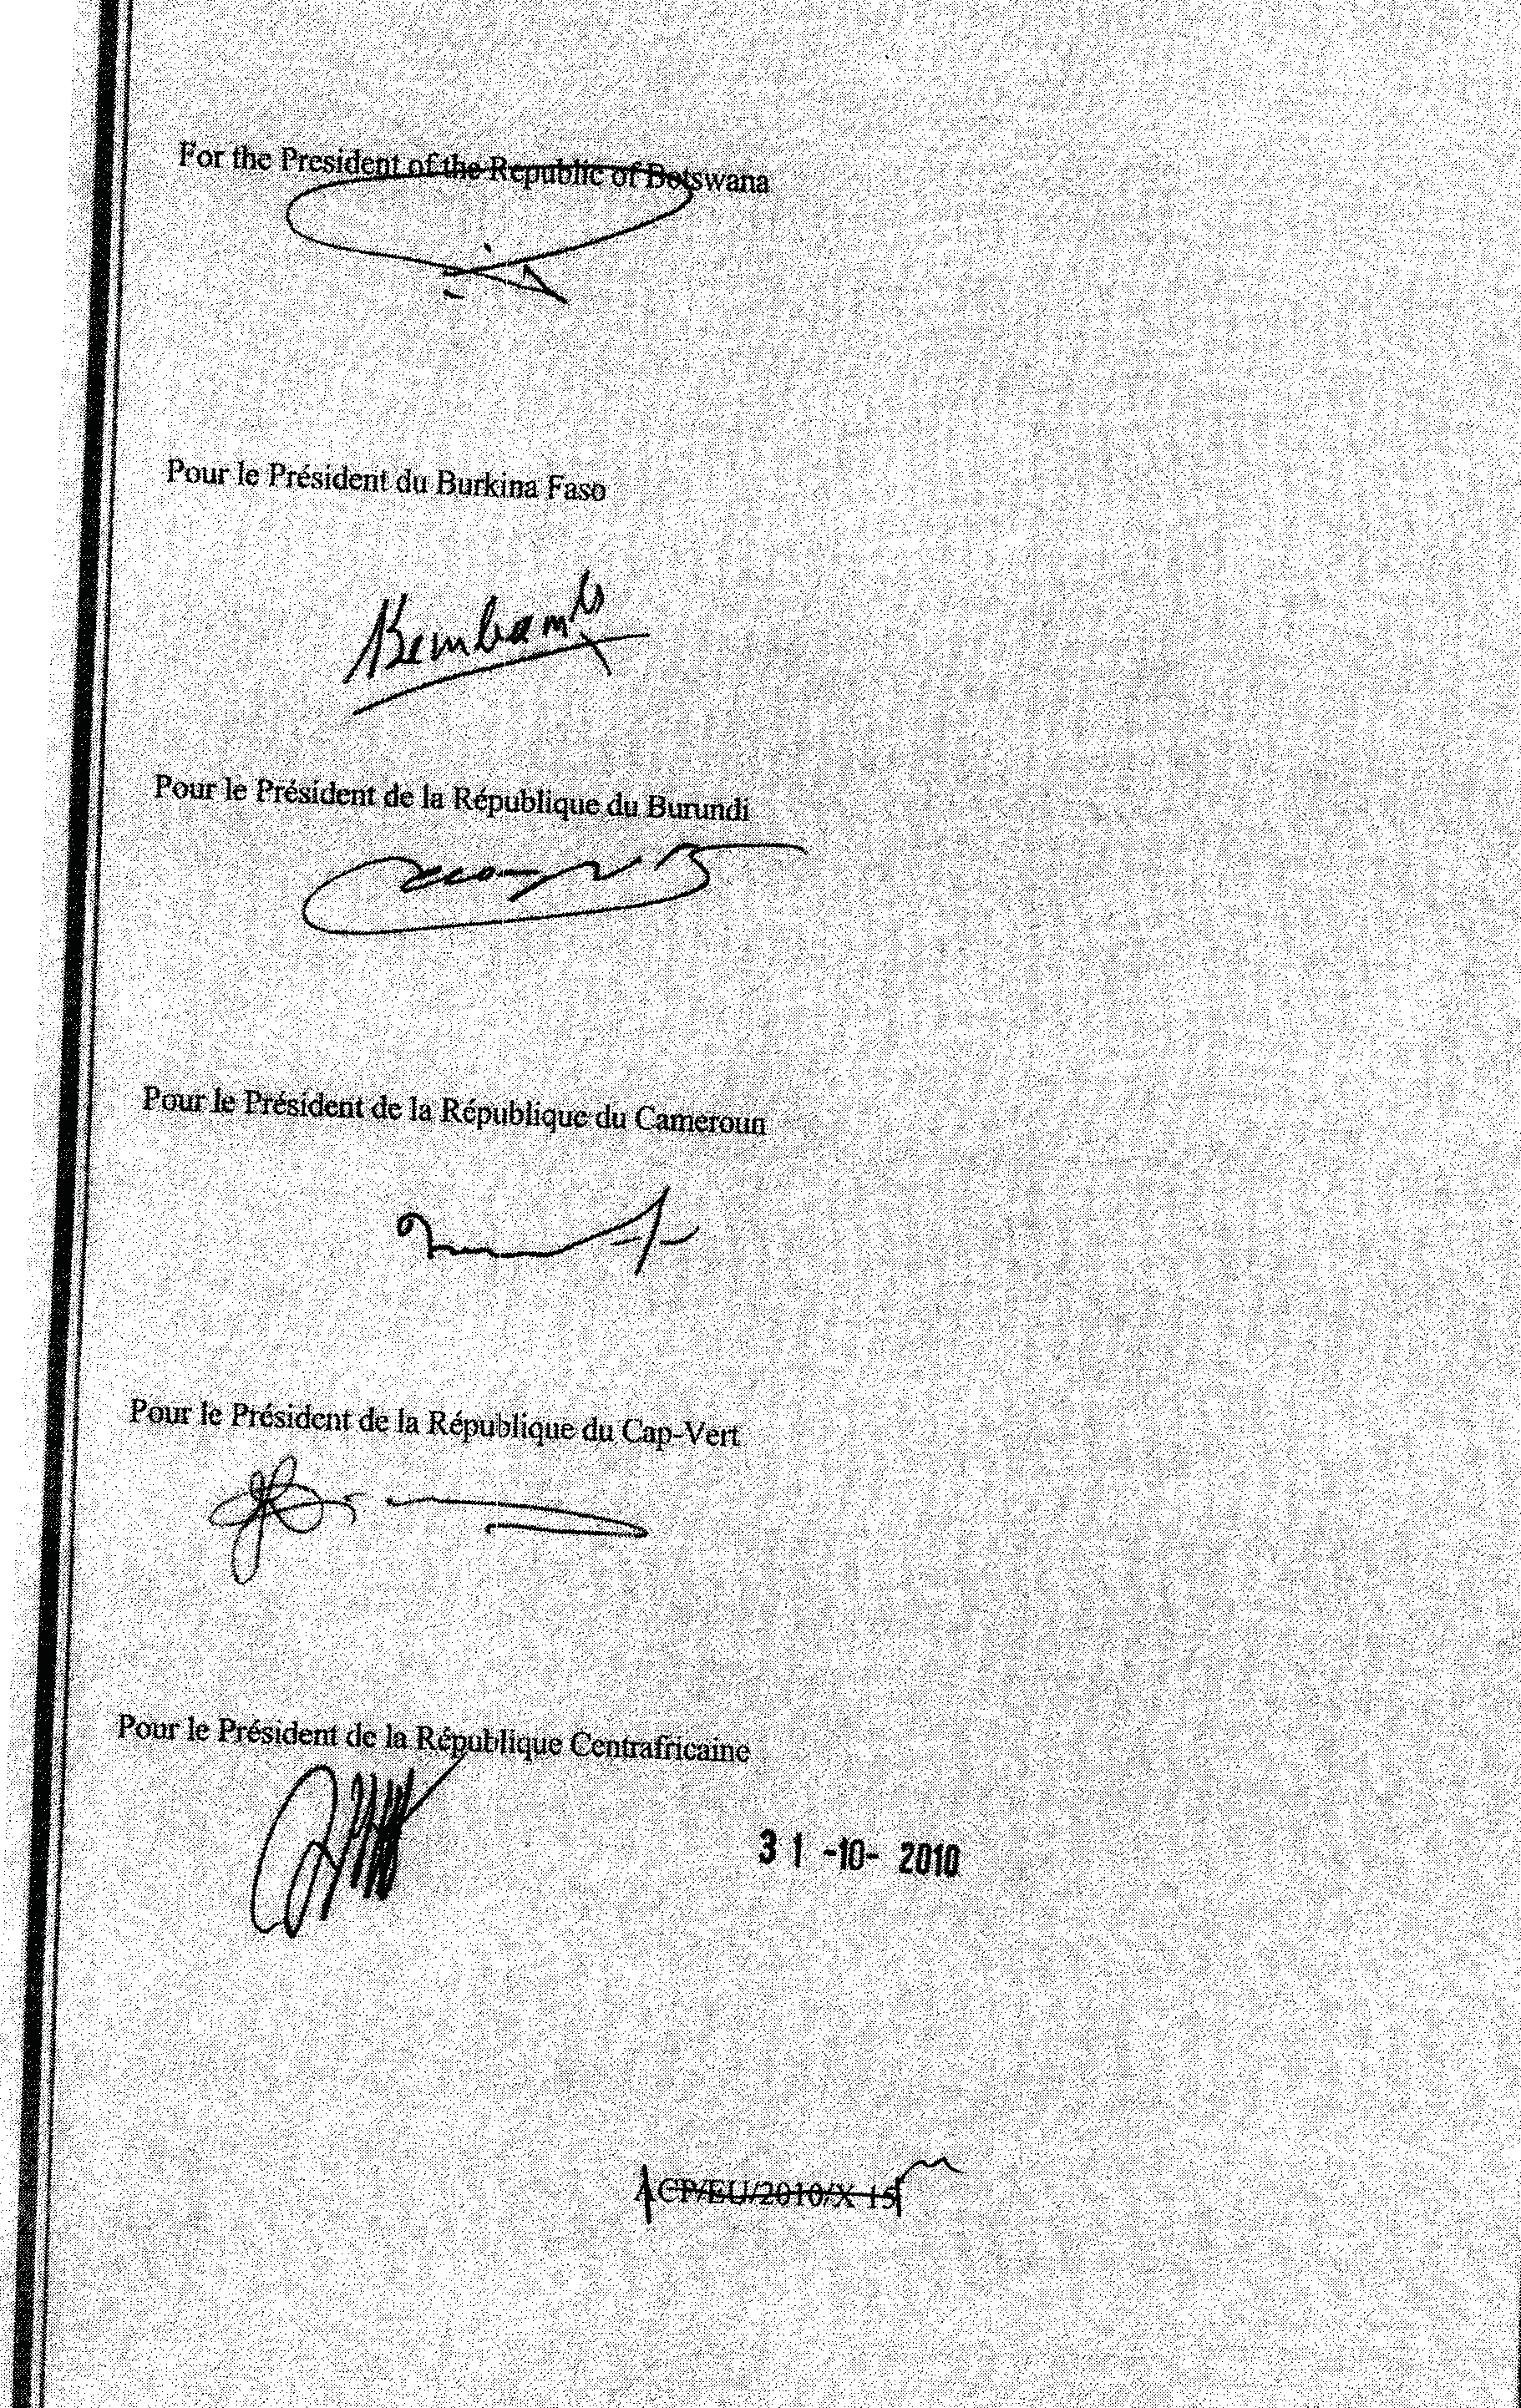 For the President of the Republic of Botswana
Pour le Président du Burkina Faso
Pour le Président de la République du Burundi
Pour le Président de la République du Cameroun
Pour le Président de la République du Cap-Vert
Pour le Président de la République Centrafricaine
31 -10- 2010
ACP/EU/2010/X 15